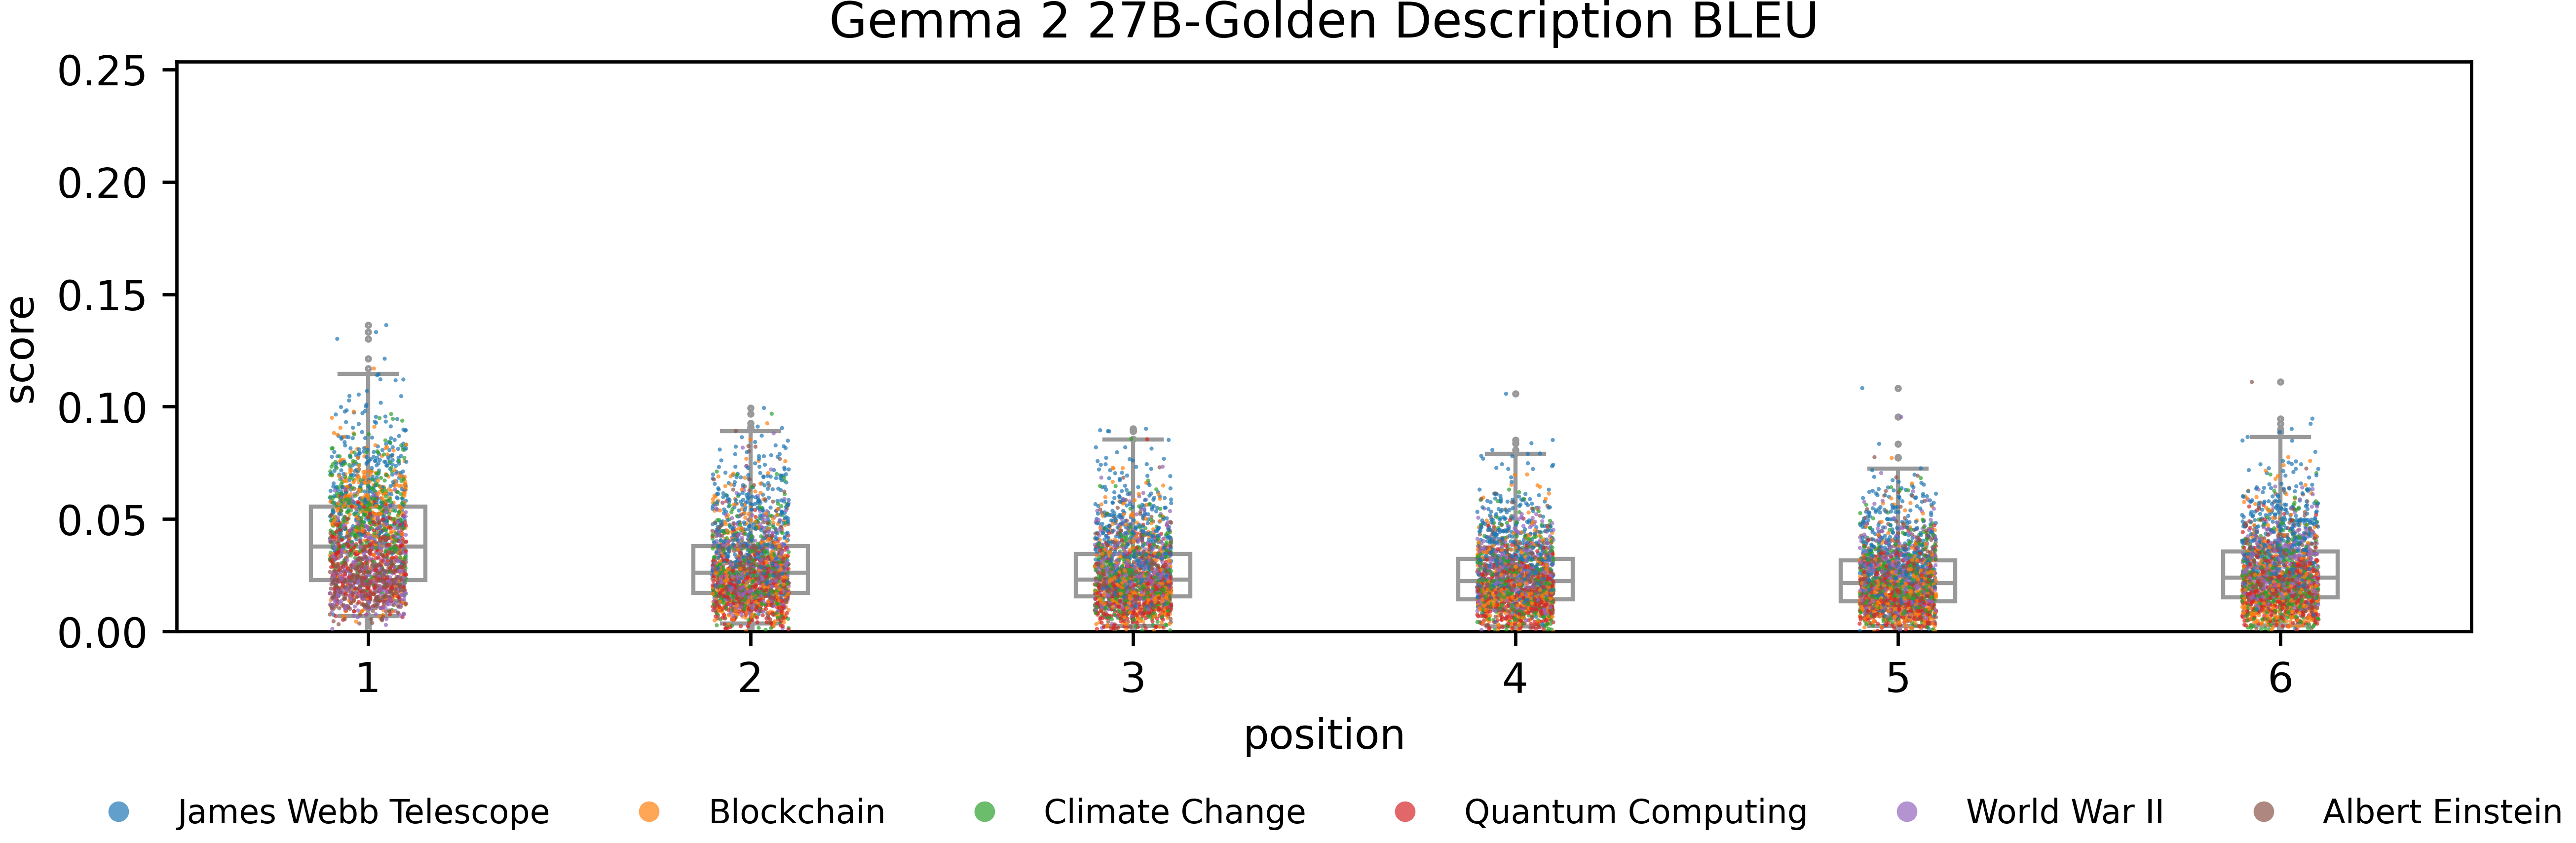 Gemma 2 27B-Golden Description BLEU
0.25
0.20
0.15
0.10
0.05
0.00
score
1 2 3 4 5 6
position
James Webb Telescope Blockchain Climate Change Quantum Computing World War II Albert Einstein